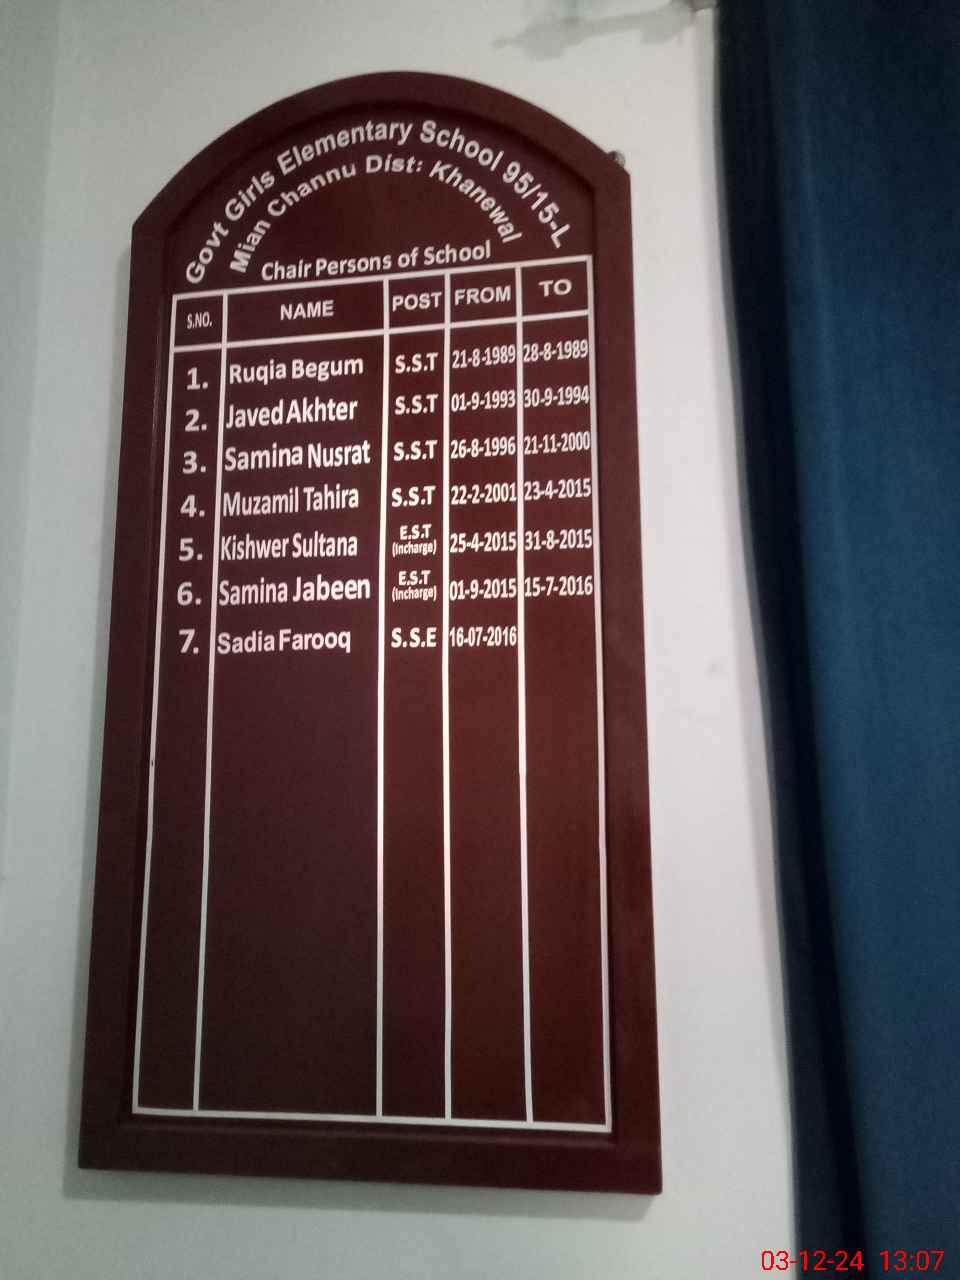 Govt Girls Elementary School 95/15-L
Mian Channu Dist: Khanewal
Chair Persons of School
S.NO. NAME POST FROM TO
1. Ruqia Begum S.S.T 21-8-1989 28-8-1989
2. Javed Akhter S.S.T 01-9-1993 30-9-1994
3. Samina Nusrat S.S.T 26-8-1996 21-11-2000
4. Muzamil Tahira S.S.T 22-2-2001 23-4-2015
5. Kishwer Sultana E.S.T (Incharge) 25-4-2015 31-8-2015
6. Samina Jabeen E.S.T (Incharge) 01-9-2015 15-7-2016
7. Sadia Farooq S.S.E 16-07-2016
03-12-24 13:07